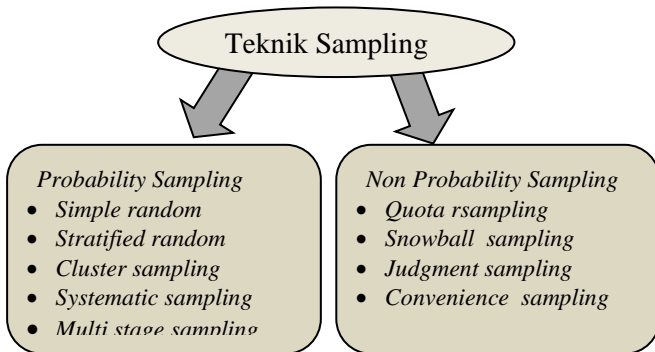 Teknik Sampling
Probability Sampling
• Simple random
• Stratified random
• Cluster sampling
• Systematic sampling
• Multi stage sampling
Non Probability Sampling
• Quota rsampling
• Snowball sampling
• Judgment sampling
• Convenience sampling